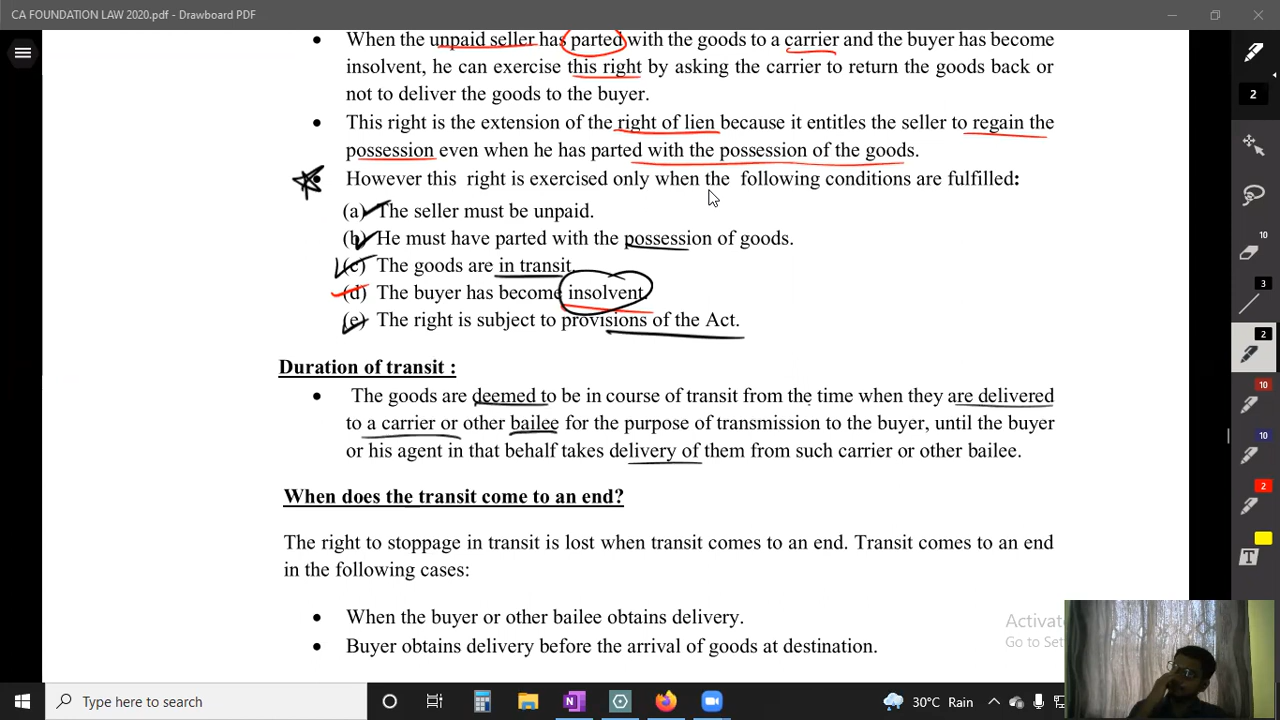 CA FOUNDATION LAW 2020.pdf - Drawboard PDF
• When the unpaid seller has parted with the goods to a carrier and the buyer has become
insolvent, he can exercise this right by asking the carrier to return the goods back or
not to deliver the goods to the buyer.
• This right is the extension of the right of lien because it entitles the seller to regain the
possession even when he has parted with the possession of the goods.
• However this right is exercised only when the following conditions are fulfilled:
(a) The seller must be unpaid.
(b) He must have parted with the possession of goods.
(c) The goods are in transit.
(d) The buyer has become insolvent.
(e) The right is subject to provisions of the Act.
Duration of transit :
• The goods are deemed to be in course of transit from the time when they are delivered
to a carrier or other bailee for the purpose of transmission to the buyer, until the buyer
or his agent in that behalf takes delivery of them from such carrier or other bailee.
When does the transit come to an end?
The right to stoppage in transit is lost when transit comes to an end. Transit comes to an end
in the following cases:
• When the buyer or other bailee obtains delivery.
• Buyer obtains delivery before the arrival of goods at destination.
2
10
3
2
10
10
2
T
Activate
Go to Set
Type here to search
30°C Rain